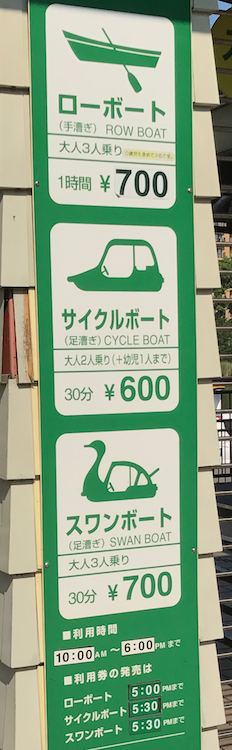 ローボート
(手漕ぎ) ROW BOAT
大人3人乗り
1時間 ¥700
サイクルボート
(足漕ぎ) CYCLE BOAT
大人2人乗り(+幼児1人まで)
30分 ¥600
スワンボート
(足漕ぎ) SWAN BOAT
大人3人乗り
30分 ¥700
■利用時間
10:00AM～6:00PMまで
■利用券の発売は
ローボート 5:00PMまで
サイクルボート 5:30PMまで
スワンボート 5:30PMまで